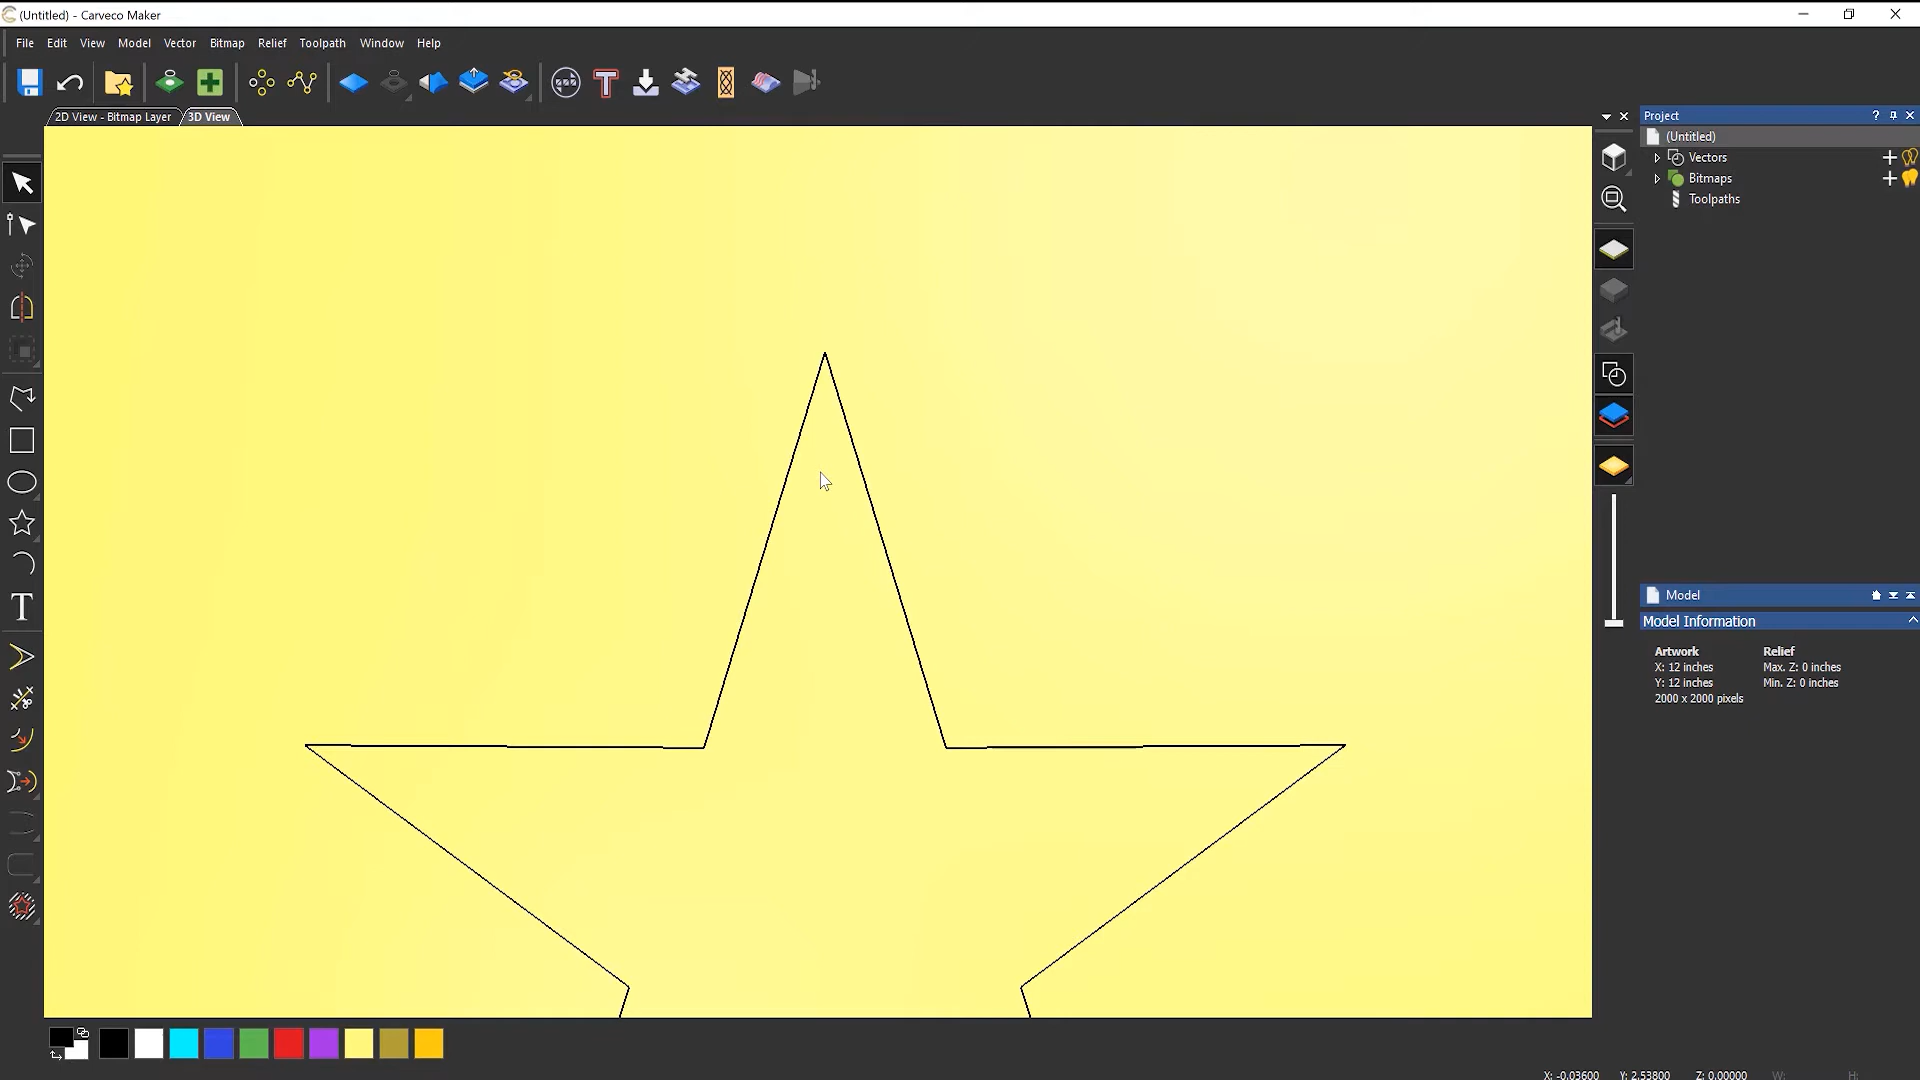 (Untitled) - Carveco Maker
File Edit View Model Vector Bitmap Relief Toolpath Window Help
2D View - Bitmap Layer 3D View
Project
(Untitled)
Vectors
Bitmaps
Toolpaths
Model
Model Information
Artwork Relief
X: 12 inches Max. Z: 0 inches
Y: 12 inches Min. Z: 0 inches
2000 x 2000 pixels
X: -0.03600 Y: 2.53800 Z: 0.00000 W: H: